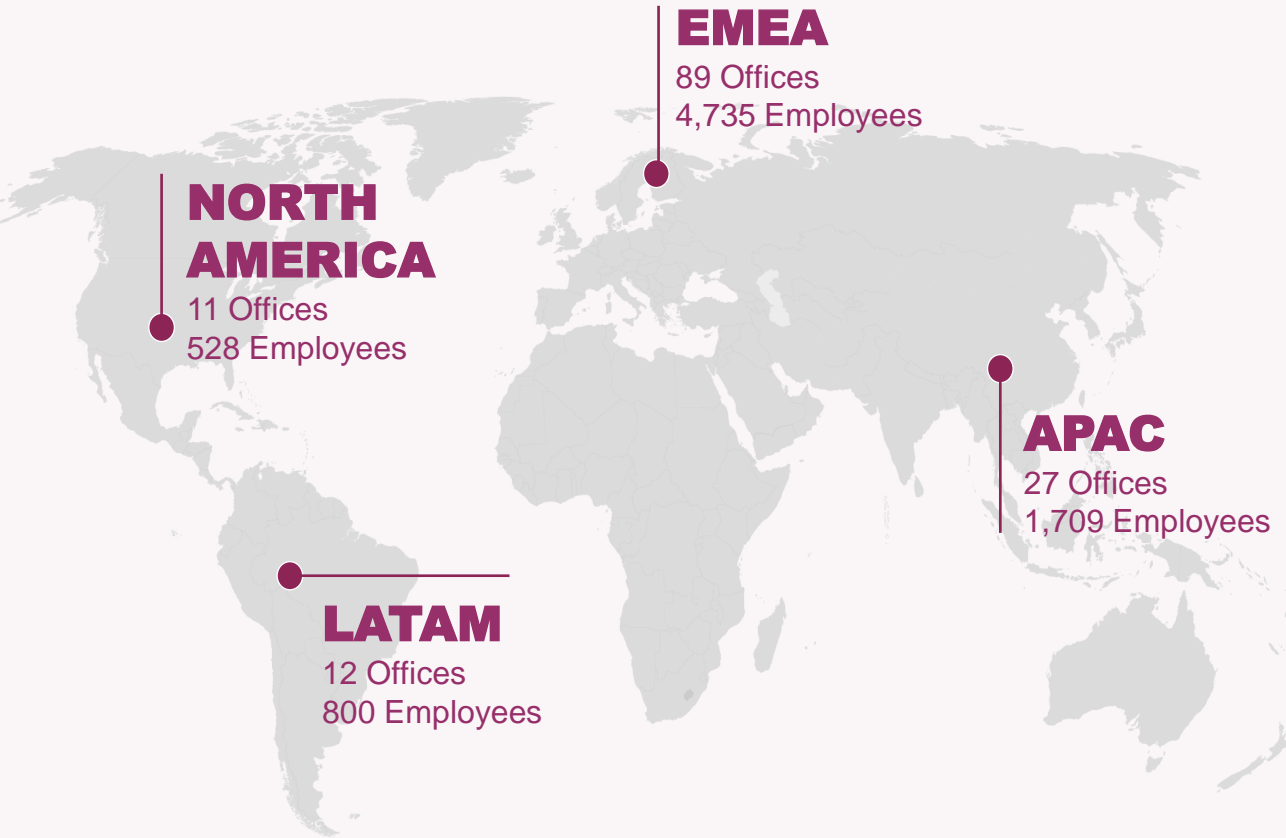 EMEA
89 Offices
4,735 Employees
NORTH
AMERICA
11 Offices
528 Employees
APAC
27 Offices
1,709 Employees
LATAM
12 Offices
800 Employees